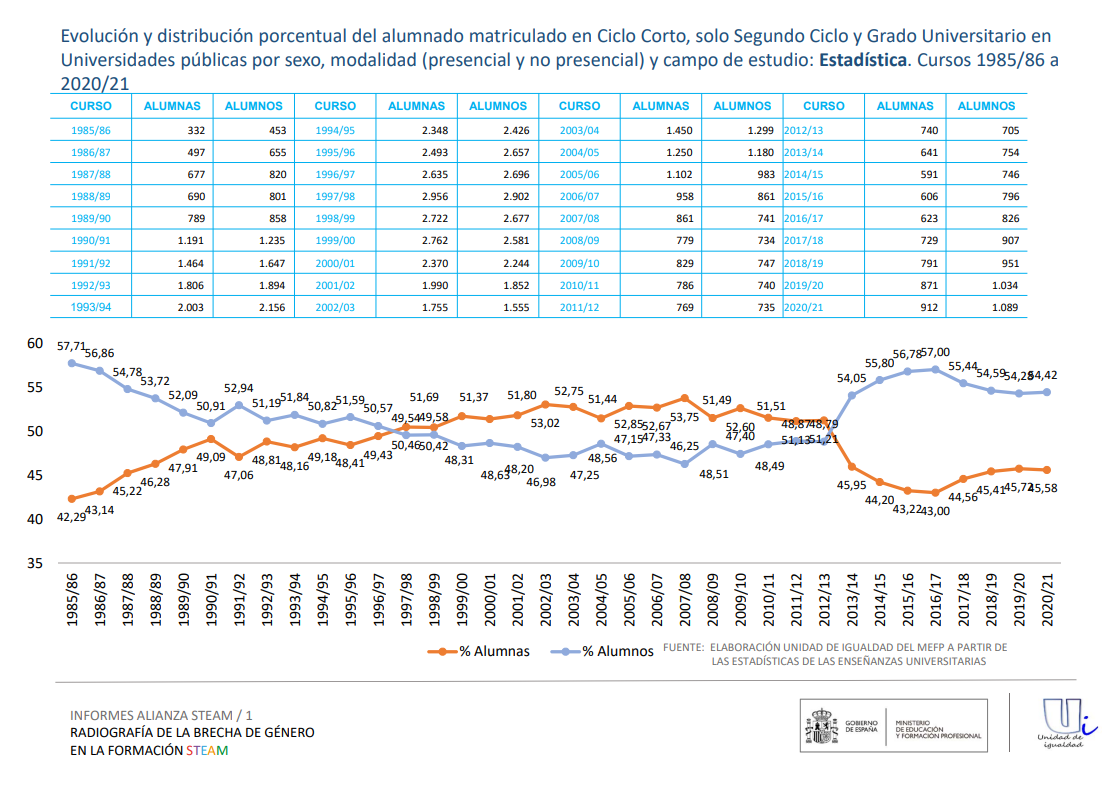 Evolución y distribución porcentual del alumnado matriculado en Ciclo Corto, solo Segundo Ciclo y Grado Universitario en
Universidades públicas por sexo, modalidad (presencial y no presencial) y campo de estudio: Estadística. Cursos 1985/86 a
2020/21
CURSO ALUMNAS ALUMNOS CURSO ALUMNAS ALUMNOS CURSO ALUMNAS ALUMNOS CURSO ALUMNAS ALUMNOS
1985/86 332 453 1994/95 2.348 2.426 2003/04 1.450 1.299 2012/13 740 705
1986/87 497 655 1995/96 2.493 2.657 2004/05 1.250 1.180 2013/14 641 754
1987/88 677 820 1996/97 2.635 2.696 2005/06 1.102 983 2014/15 591 746
1988/89 690 801 1997/98 2.956 2.902 2006/07 958 861 2015/16 606 796
1989/90 789 858 1998/99 2.722 2.677 2007/08 861 741 2016/17 623 826
1990/91 1.191 1.235 1999/00 2.762 2.581 2008/09 779 734 2017/18 729 907
1991/92 1.464 1.647 2000/01 2.370 2.244 2009/10 829 747 2018/19 791 951
1992/93 1.806 1.894 2001/02 1.990 1.852 2010/11 786 740 2019/20 871 1.034
1993/94 2.003 2.156 2002/03 1.755 1.555 2011/12 769 735 2020/21 912 1.089
60
55
50
45
40
35
57,71 56,86 54,78 53,72 52,09 50,91 52,94 51,19 51,84 50,82 51,59 50,57 49,54 49,58 48,31 48,63 48,20 46,98 47,25 48,56 47,15 47,33 46,25 48,51 47,40 48,49 48,87 48,79 54,05 55,80 56,78 57,00 55,44 54,59 54,28 54,42
42,29 43,14 45,22 46,28 47,91 49,09 47,06 48,81 48,16 49,18 48,41 49,43 50,46 50,42 51,69 51,37 51,80 53,02 52,75 51,44 52,85 52,67 53,75 51,49 52,60 51,51 51,13 51,21 45,95 44,20 43,22 43,00 44,56 45,41 45,72 45,58
1985/86 1986/87 1987/88 1988/89 1989/90 1990/91 1991/92 1992/93 1993/94 1994/95 1995/96 1996/97 1997/98 1998/99 1999/00 2000/01 2001/02 2002/03 2003/04 2004/05 2005/06 2006/07 2007/08 2008/09 2009/10 2010/11 2011/12 2012/13 2013/14 2014/15 2015/16 2016/17 2017/18 2018/19 2019/20 2020/21
% Alumnas % Alumnos
FUENTE: ELABORACIÓN UNIDAD DE IGUALDAD DEL MEFP A PARTIR DE
LAS ESTADÍSTICAS DE LAS ENSEÑANZAS UNIVERSITARIAS
INFORMES ALIANZA STEAM / 1
RADIOGRAFÍA DE LA BRECHA DE GÉNERO
EN LA FORMACIÓN STEAM
GOBIERNO
DE ESPAÑA
MINISTERIO
DE EDUCACIÓN
Y FORMACIÓN PROFESIONAL
Ui
Unidad de
igualdad